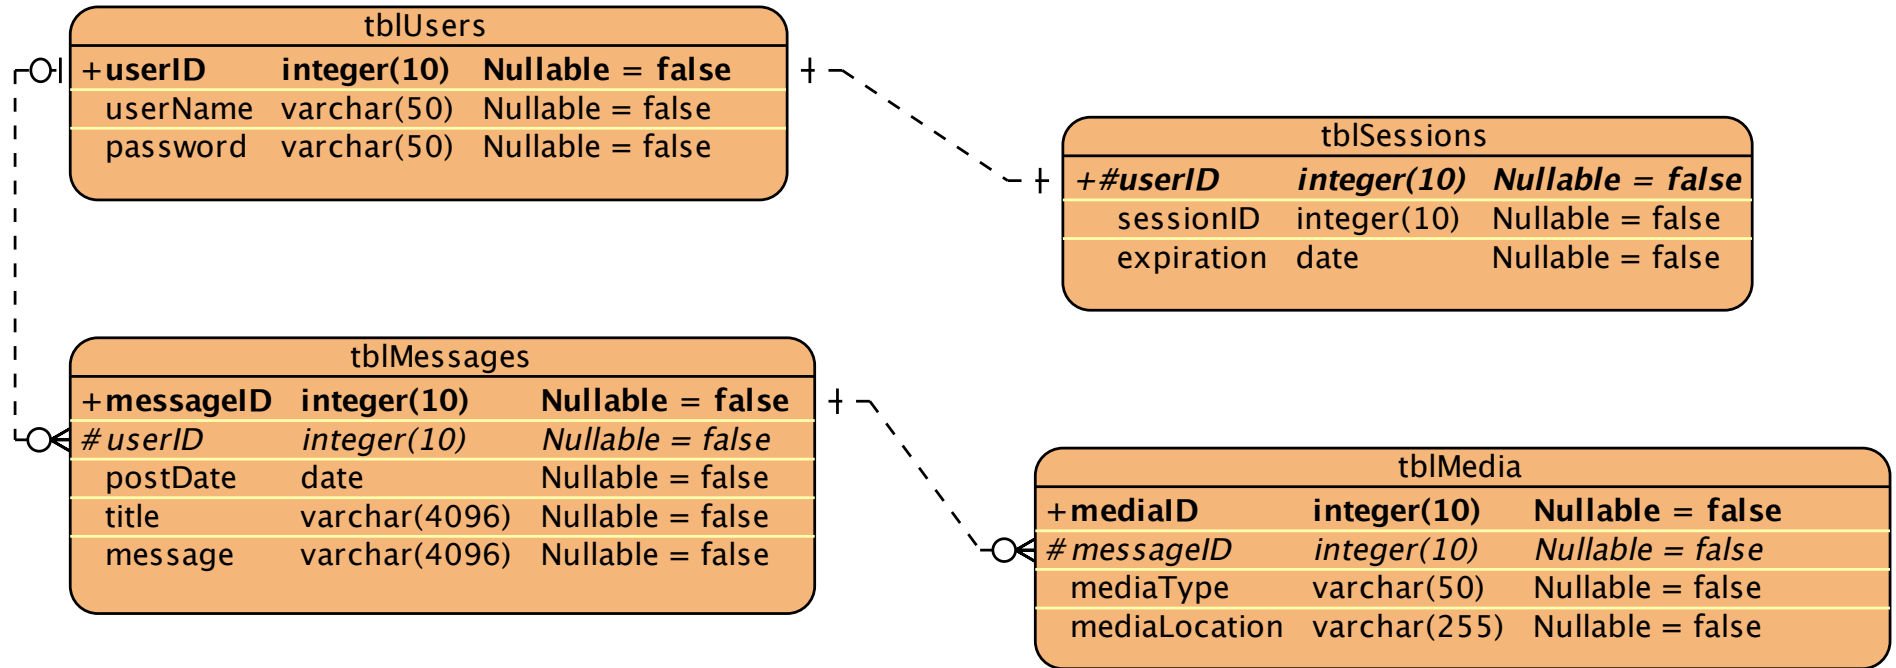 tblUsers
+userID integer(10) Nullable = false
userName varchar(50) Nullable = false
password varchar(50) Nullable = false
tblSessions
+#userID integer(10) Nullable = false
sessionID integer(10) Nullable = false
expiration date Nullable = false
tblMessages
+messageID integer(10) Nullable = false
#userID integer(10) Nullable = false
postDate date Nullable = false
title varchar(4096) Nullable = false
message varchar(4096) Nullable = false
tblMedia
+mediaID integer(10) Nullable = false
#messageID integer(10) Nullable = false
mediaType varchar(50) Nullable = false
mediaLocation varchar(255) Nullable = false